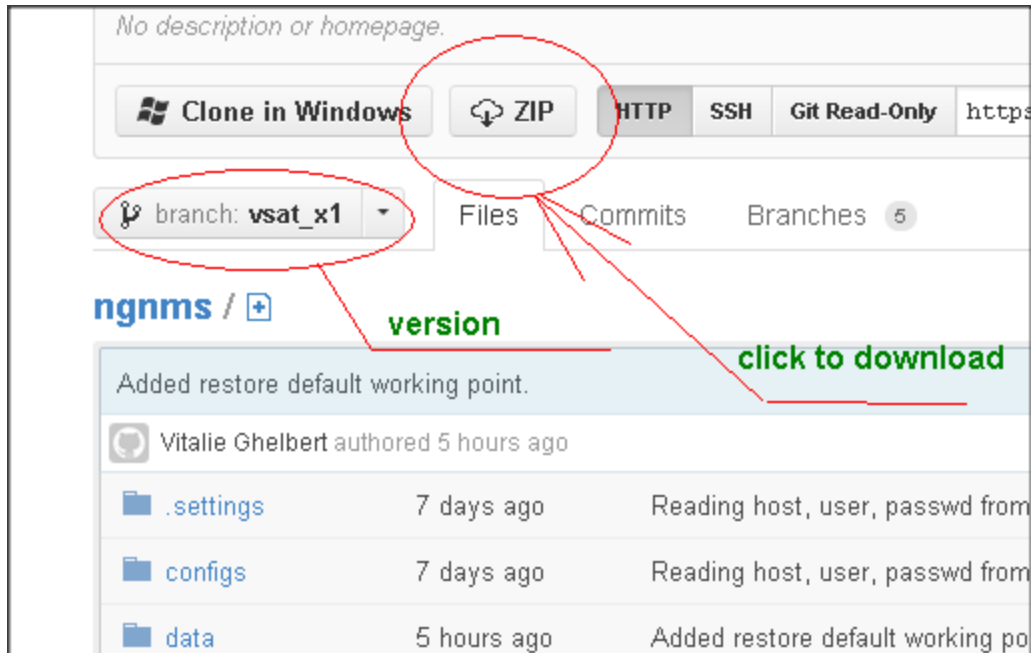 No description or homepage.
Clone in Windows ZIP HTTP SSH Git Read-Only https
branch: vsat_x1 Files Commits Branches 5
ngnms /
version
click to download
Added restore default working point.
Vitalie Ghelbert authored 5 hours ago
.settings 7 days ago Reading host, user, passwd from
configs 7 days ago Reading host, user, passwd from
data 5 hours ago Added restore default working po